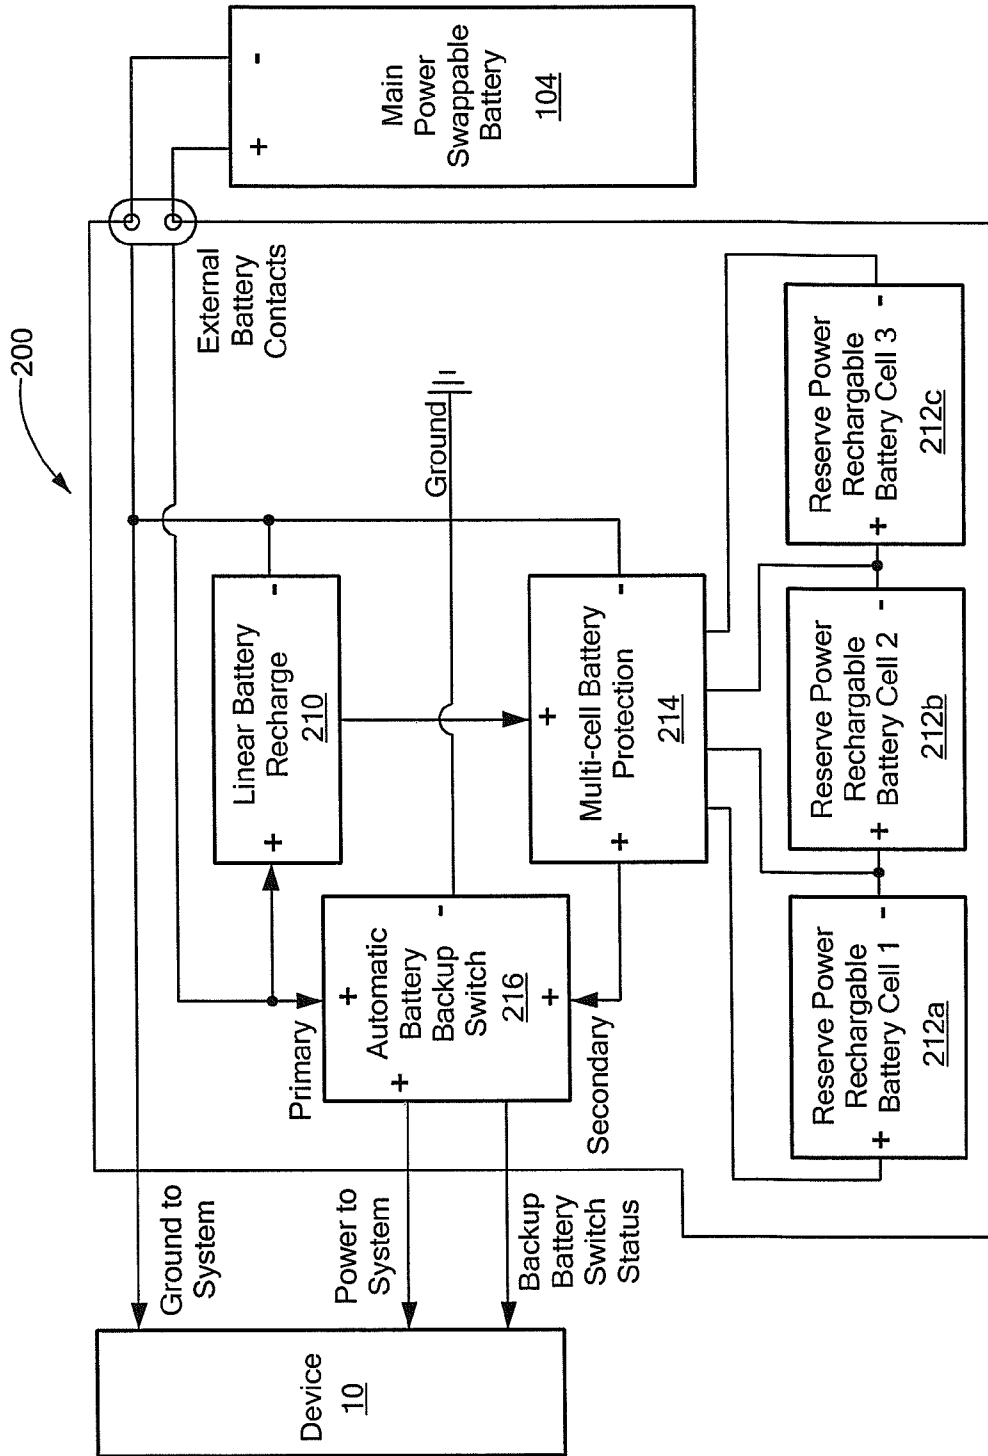 200
Device
10
Ground to
System
Power to
System
Backup
Battery
Switch
Status
Primary
Secondary
+
+
+
-
Automatic
Battery
Backup
Switch
216
+
-
Linear Battery
Recharge
210
+
+
-
Multi-cell Battery
Protection
214
Ground
External
Battery
Contacts
+
-
Main
Power
Swappable
Battery
104
Reserve Power
Rechargable
+ Battery Cell 1 -
212a
Reserve Power
Rechargable
+ Battery Cell 2 -
212b
Reserve Power
Rechargable
+ Battery Cell 3 -
212c